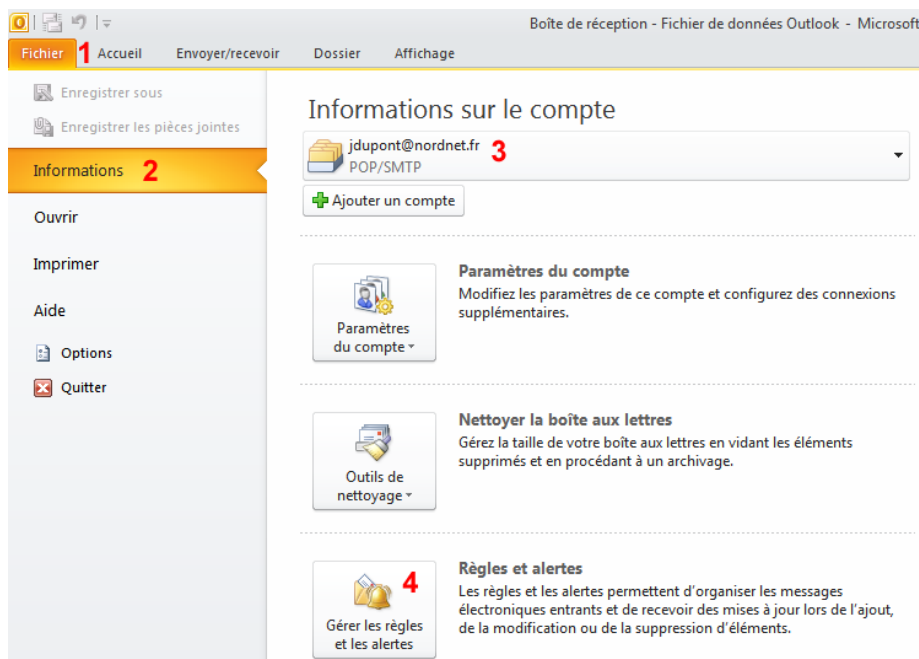 Boîte de réception - Fichier de données Outlook - Microsoft
Fichier 1 Accueil Envoyer/recevoir Dossier Affichage
Enregistrer sous
Enregistrer les pièces jointes
Informations 2
Ouvrir
Imprimer
Aide
Options
Quitter
Informations sur le compte
jdupont@nordnet.fr 3
POP/SMTP
Ajouter un compte
Paramètres
du compte
Paramètres du compte
Modifiez les paramètres de ce compte et configurez des connexions
supplémentaires.
Outils de
nettoyage
Nettoyer la boîte aux lettres
Gérez la taille de votre boîte aux lettres en vidant les éléments
supprimés et en procédant à un archivage.
4
Gérer les règles
et les alertes
Règles et alertes
Les règles et les alertes permettent d'organiser les messages
électroniques entrants et de recevoir des mises à jour lors de l'ajout,
de la modification ou de la suppression d'éléments.